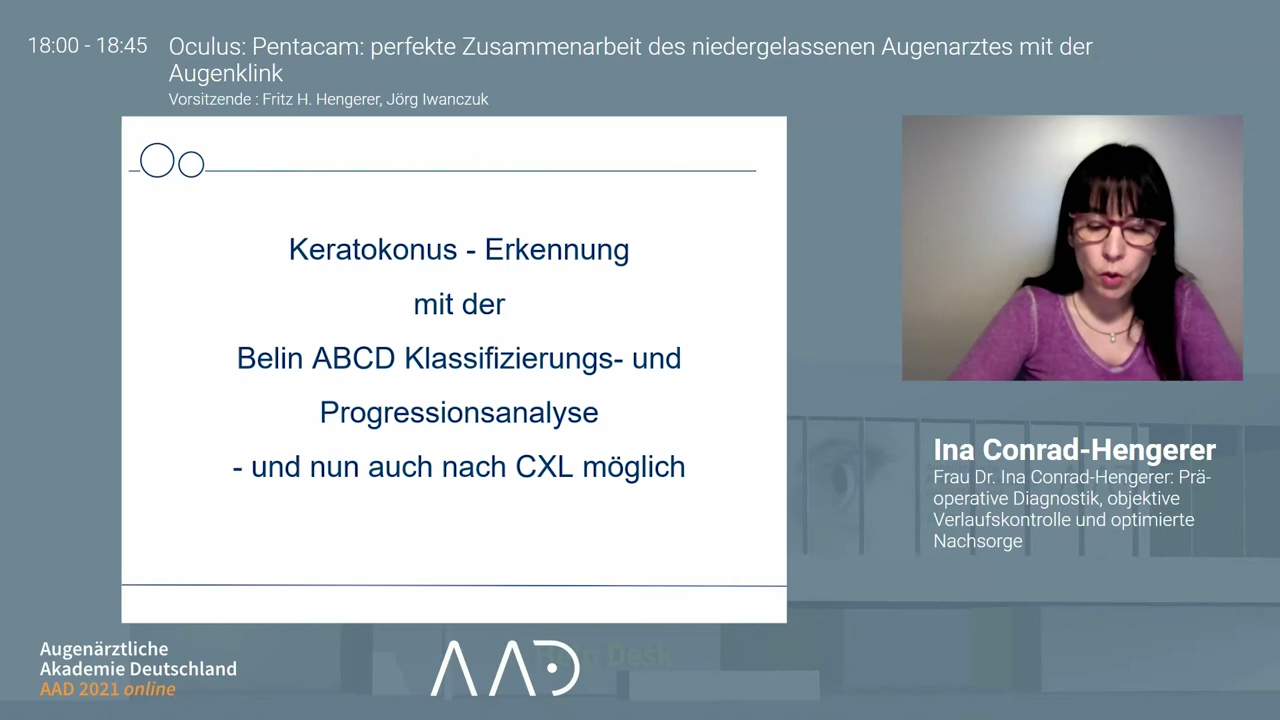 18:00 - 18:45
Oculus: Pentacam: perfekte Zusammenarbeit des niedergelassenen Augenarztes mit der
Augenklink
Vorsitzende : Fritz H. Hengerer, Jörg Iwanczuk
Keratokonus - Erkennung
mit der
Belin ABCD Klassifizierungs- und
Progressionsanalyse
- und nun auch nach CXL möglich
Ina Conrad-Hengerer
Frau Dr. Ina Conrad-Hengerer: Prä-
operative Diagnostik, objektive
Verlaufskontrolle und optimierte
Nachsorge
Augenärztliche
Akademie Deutschland
AAD 2021 online
AAD
Desk